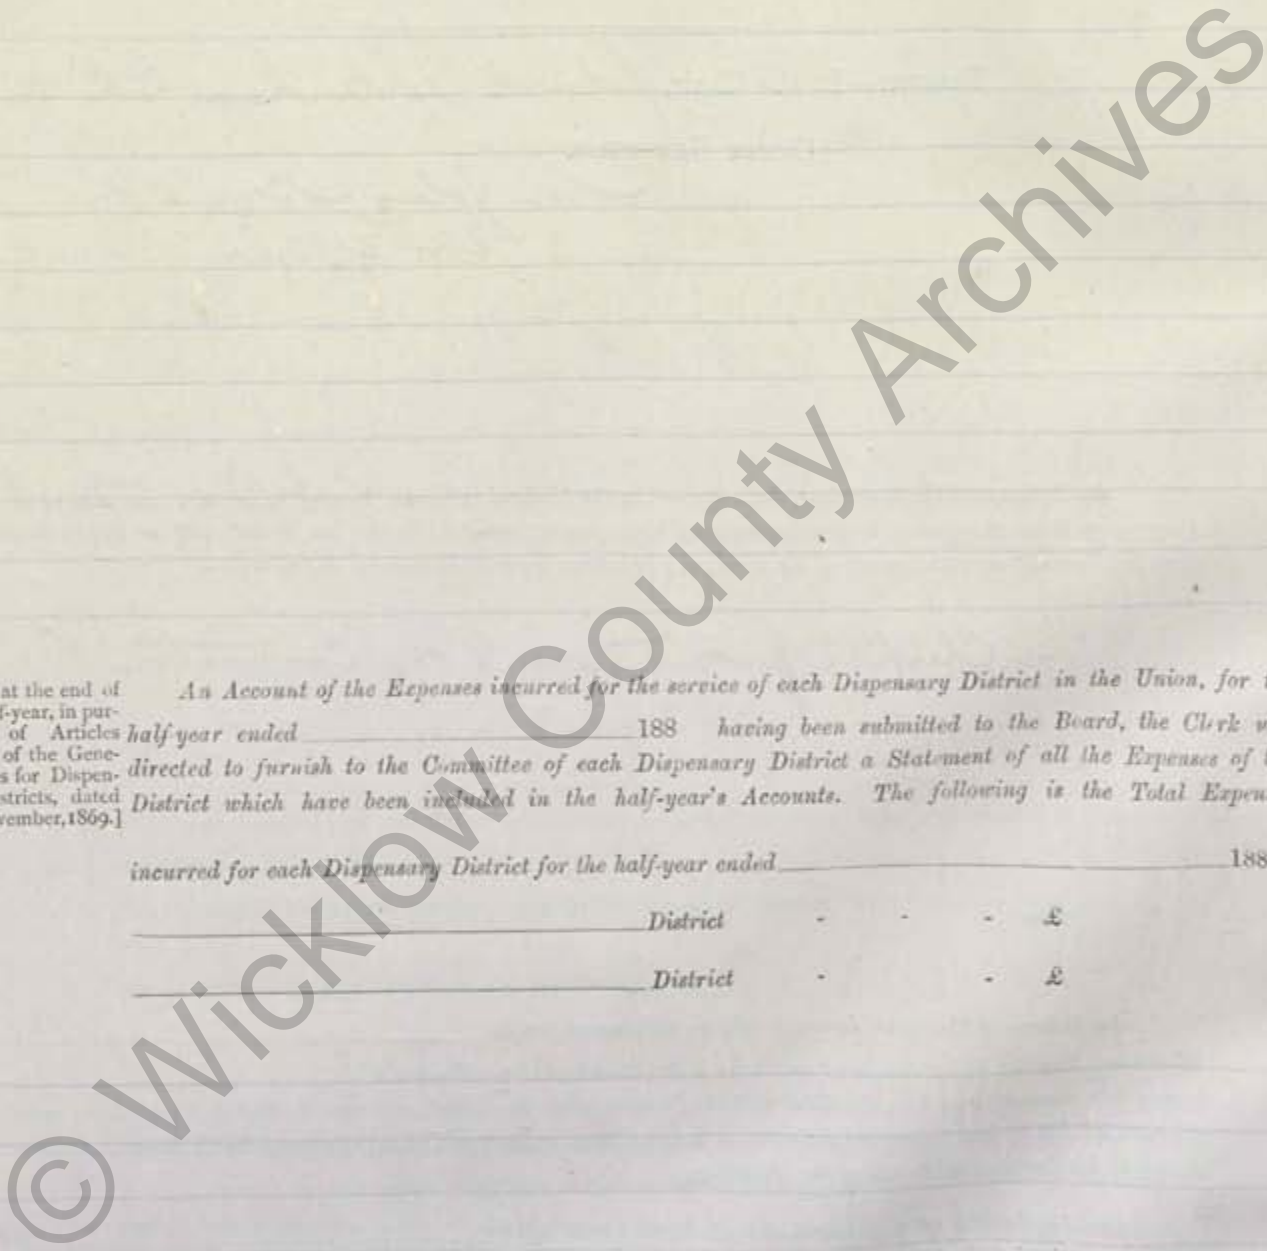 at the end of
f-year, in pur-
of Articles
of the Gene-
s for Dispen-
stricts, dated
vember, 1869.]
An Account of the Expenses incurred for the service of each Dispensary District in the Union, for t
half year ended 188 having been submitted to the Board, the Clerk w
directed to furnish to the Committee of each Dispensary District a Statement of all the Expenses of t
District which have been included in the half-year's Accounts. The following is the Total Expen
incurred for each Dispensary District for the half-year ended 188
District - - - £
District - - £
© Wicklow County Archives